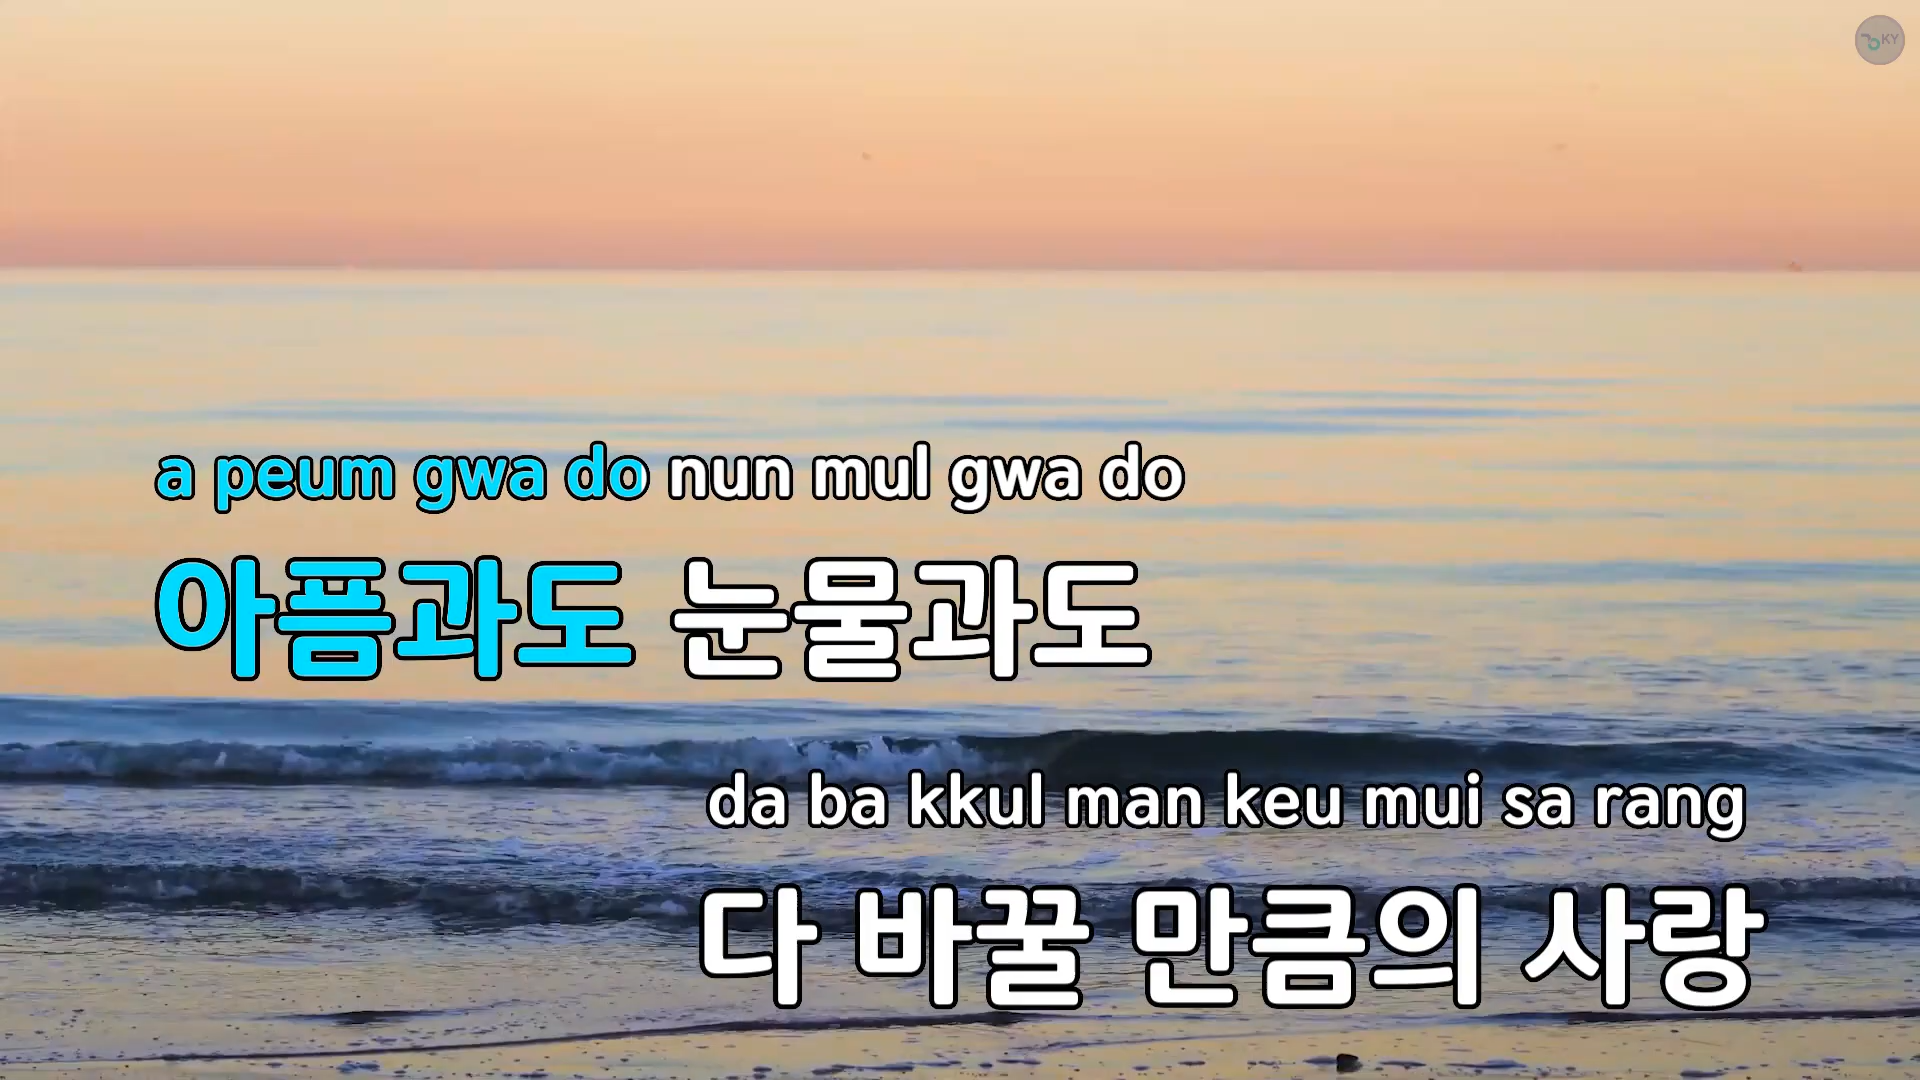 KY
a peum gwa do nun mul gwa do
아픔과도 눈물과도
da ba kkul man keu mui sa rang
다 바꿀 만큼의 사랑